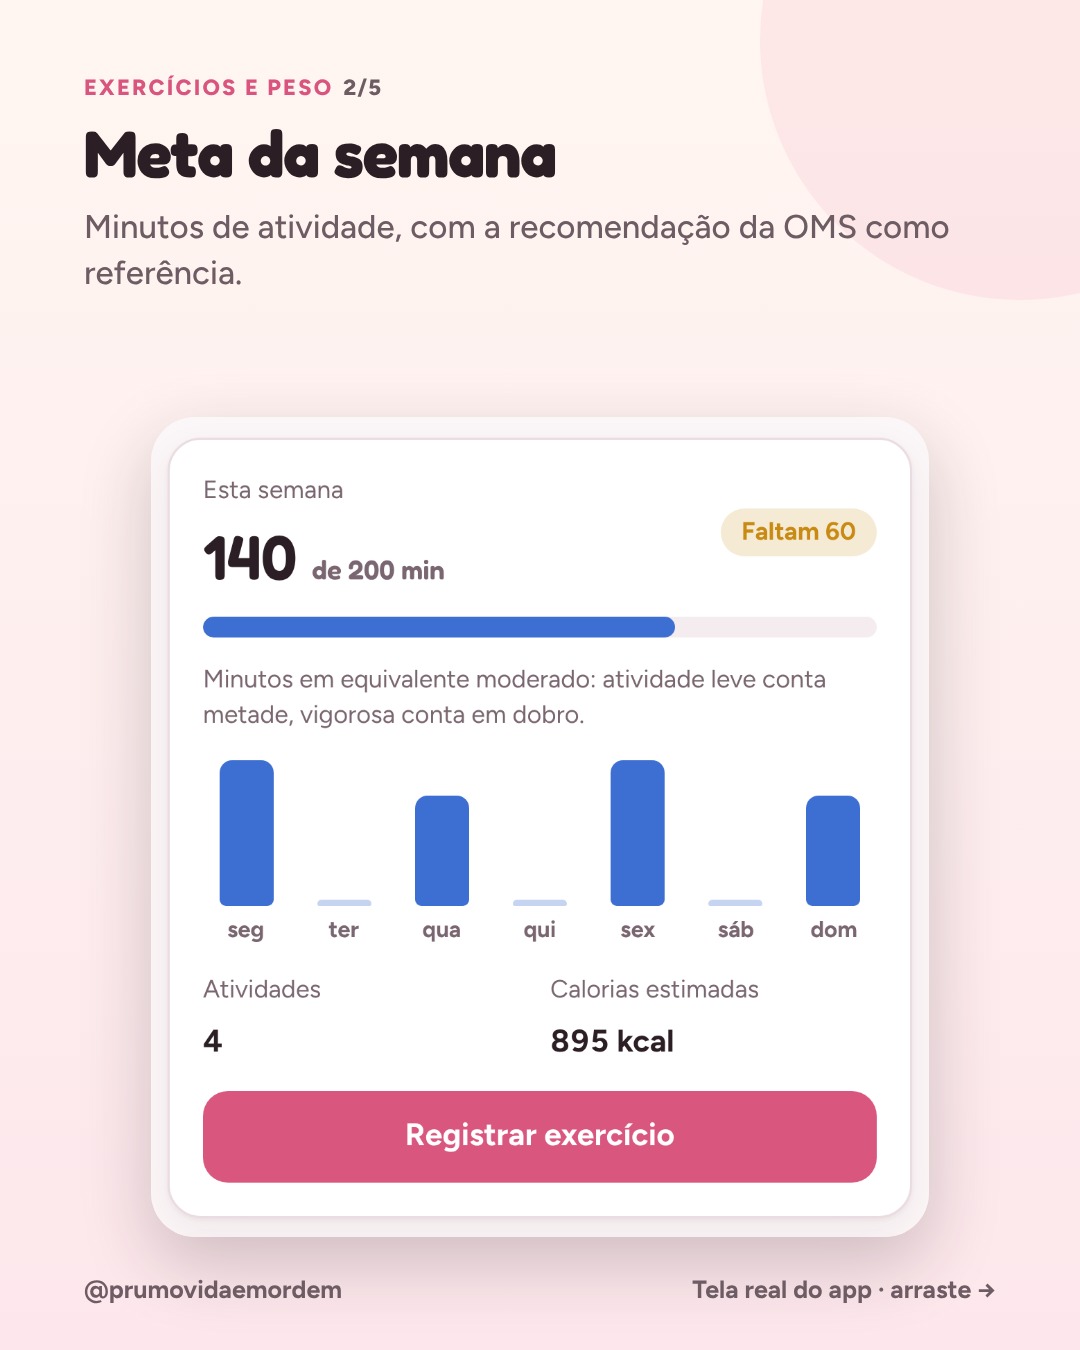 EXERCÍCIOS E PESO 2/5
Meta da semana
Minutos de atividade, com a recomendação da OMS como
referência.
Esta semana
140 de 200 min
Faltam 60
Minutos em equivalente moderado: atividade leve conta
metade, vigorosa conta em dobro.
seg ter qua qui sex sáb dom
Atividades Calorias estimadas
4 895 kcal
Registrar exercício
@prumovidaemordem Tela real do app · arraste →